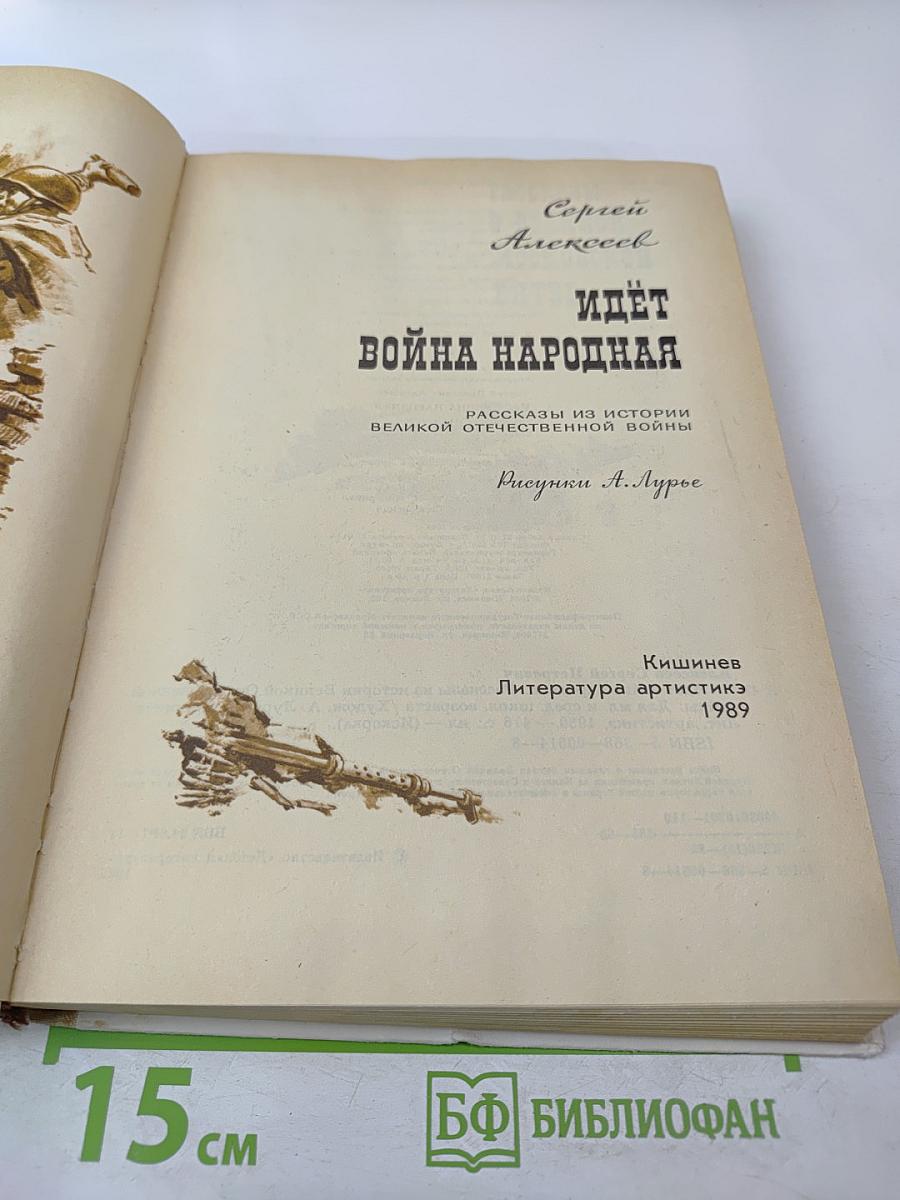 Сергей
Алексеев
ИДЁТ
ВОЙНА НАРОДНАЯ
РАССКАЗЫ ИЗ ИСТОРИИ
ВЕЛИКОЙ ОТЕЧЕСТВЕННОЙ ВОЙНЫ
Рисунки А. Лурье
Кишинев
Литература артистикэ
1989
15 см
БФ БИБЛИОФАН